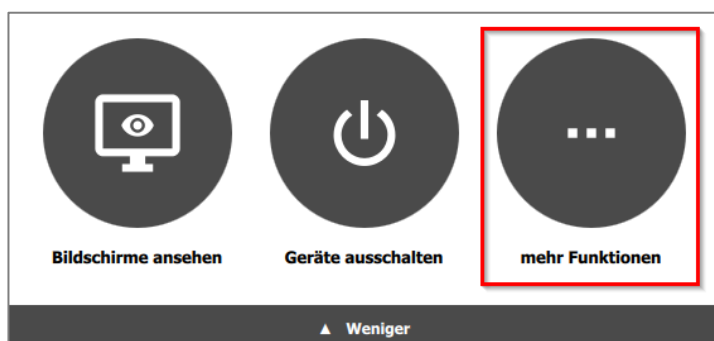 Bildschirme ansehen
Geräte ausschalten
mehr Funktionen
▲ Weniger